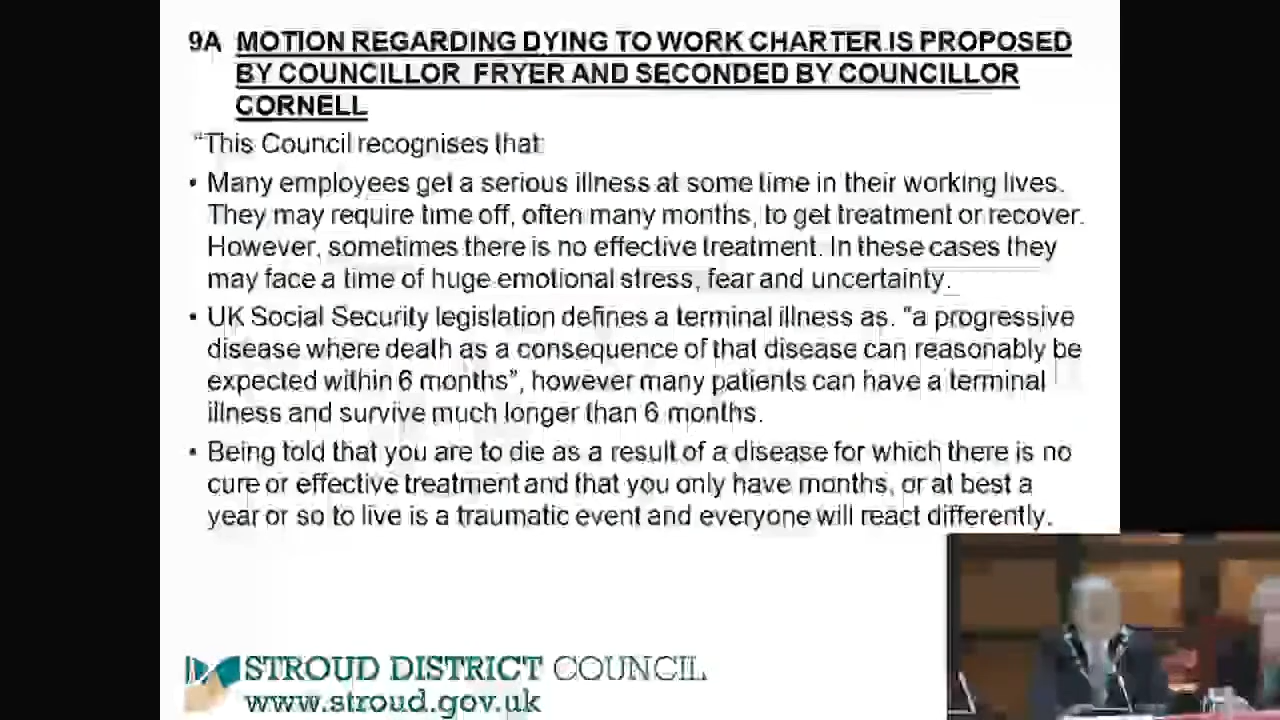 9A MOTION REGARDING DYING TO WORK CHARTER IS PROPOSED
BY COUNCILLOR FRYER AND SECONDED BY COUNCILLOR
CORNELL
"This Council recognises that:
• Many employees get a serious illness at some time in their working lives.
They may require time off, often many months, to get treatment or recover.
However, sometimes there is no effective treatment. In these cases they
may face a time of huge emotional stress, fear and uncertainty.
• UK Social Security legislation defines a terminal illness as. "a progressive
disease where death as a consequence of that disease can reasonably be
expected within 6 months", however many patients can have a terminal
illness and survive much longer than 6 months.
• Being told that you are to die as a result of a disease for which there is no
cure or effective treatment and that you only have months, or at best a
year or so to live is a traumatic event and everyone will react differently.
STROUD DISTRICT COUNCIL
www.stroud.gov.uk